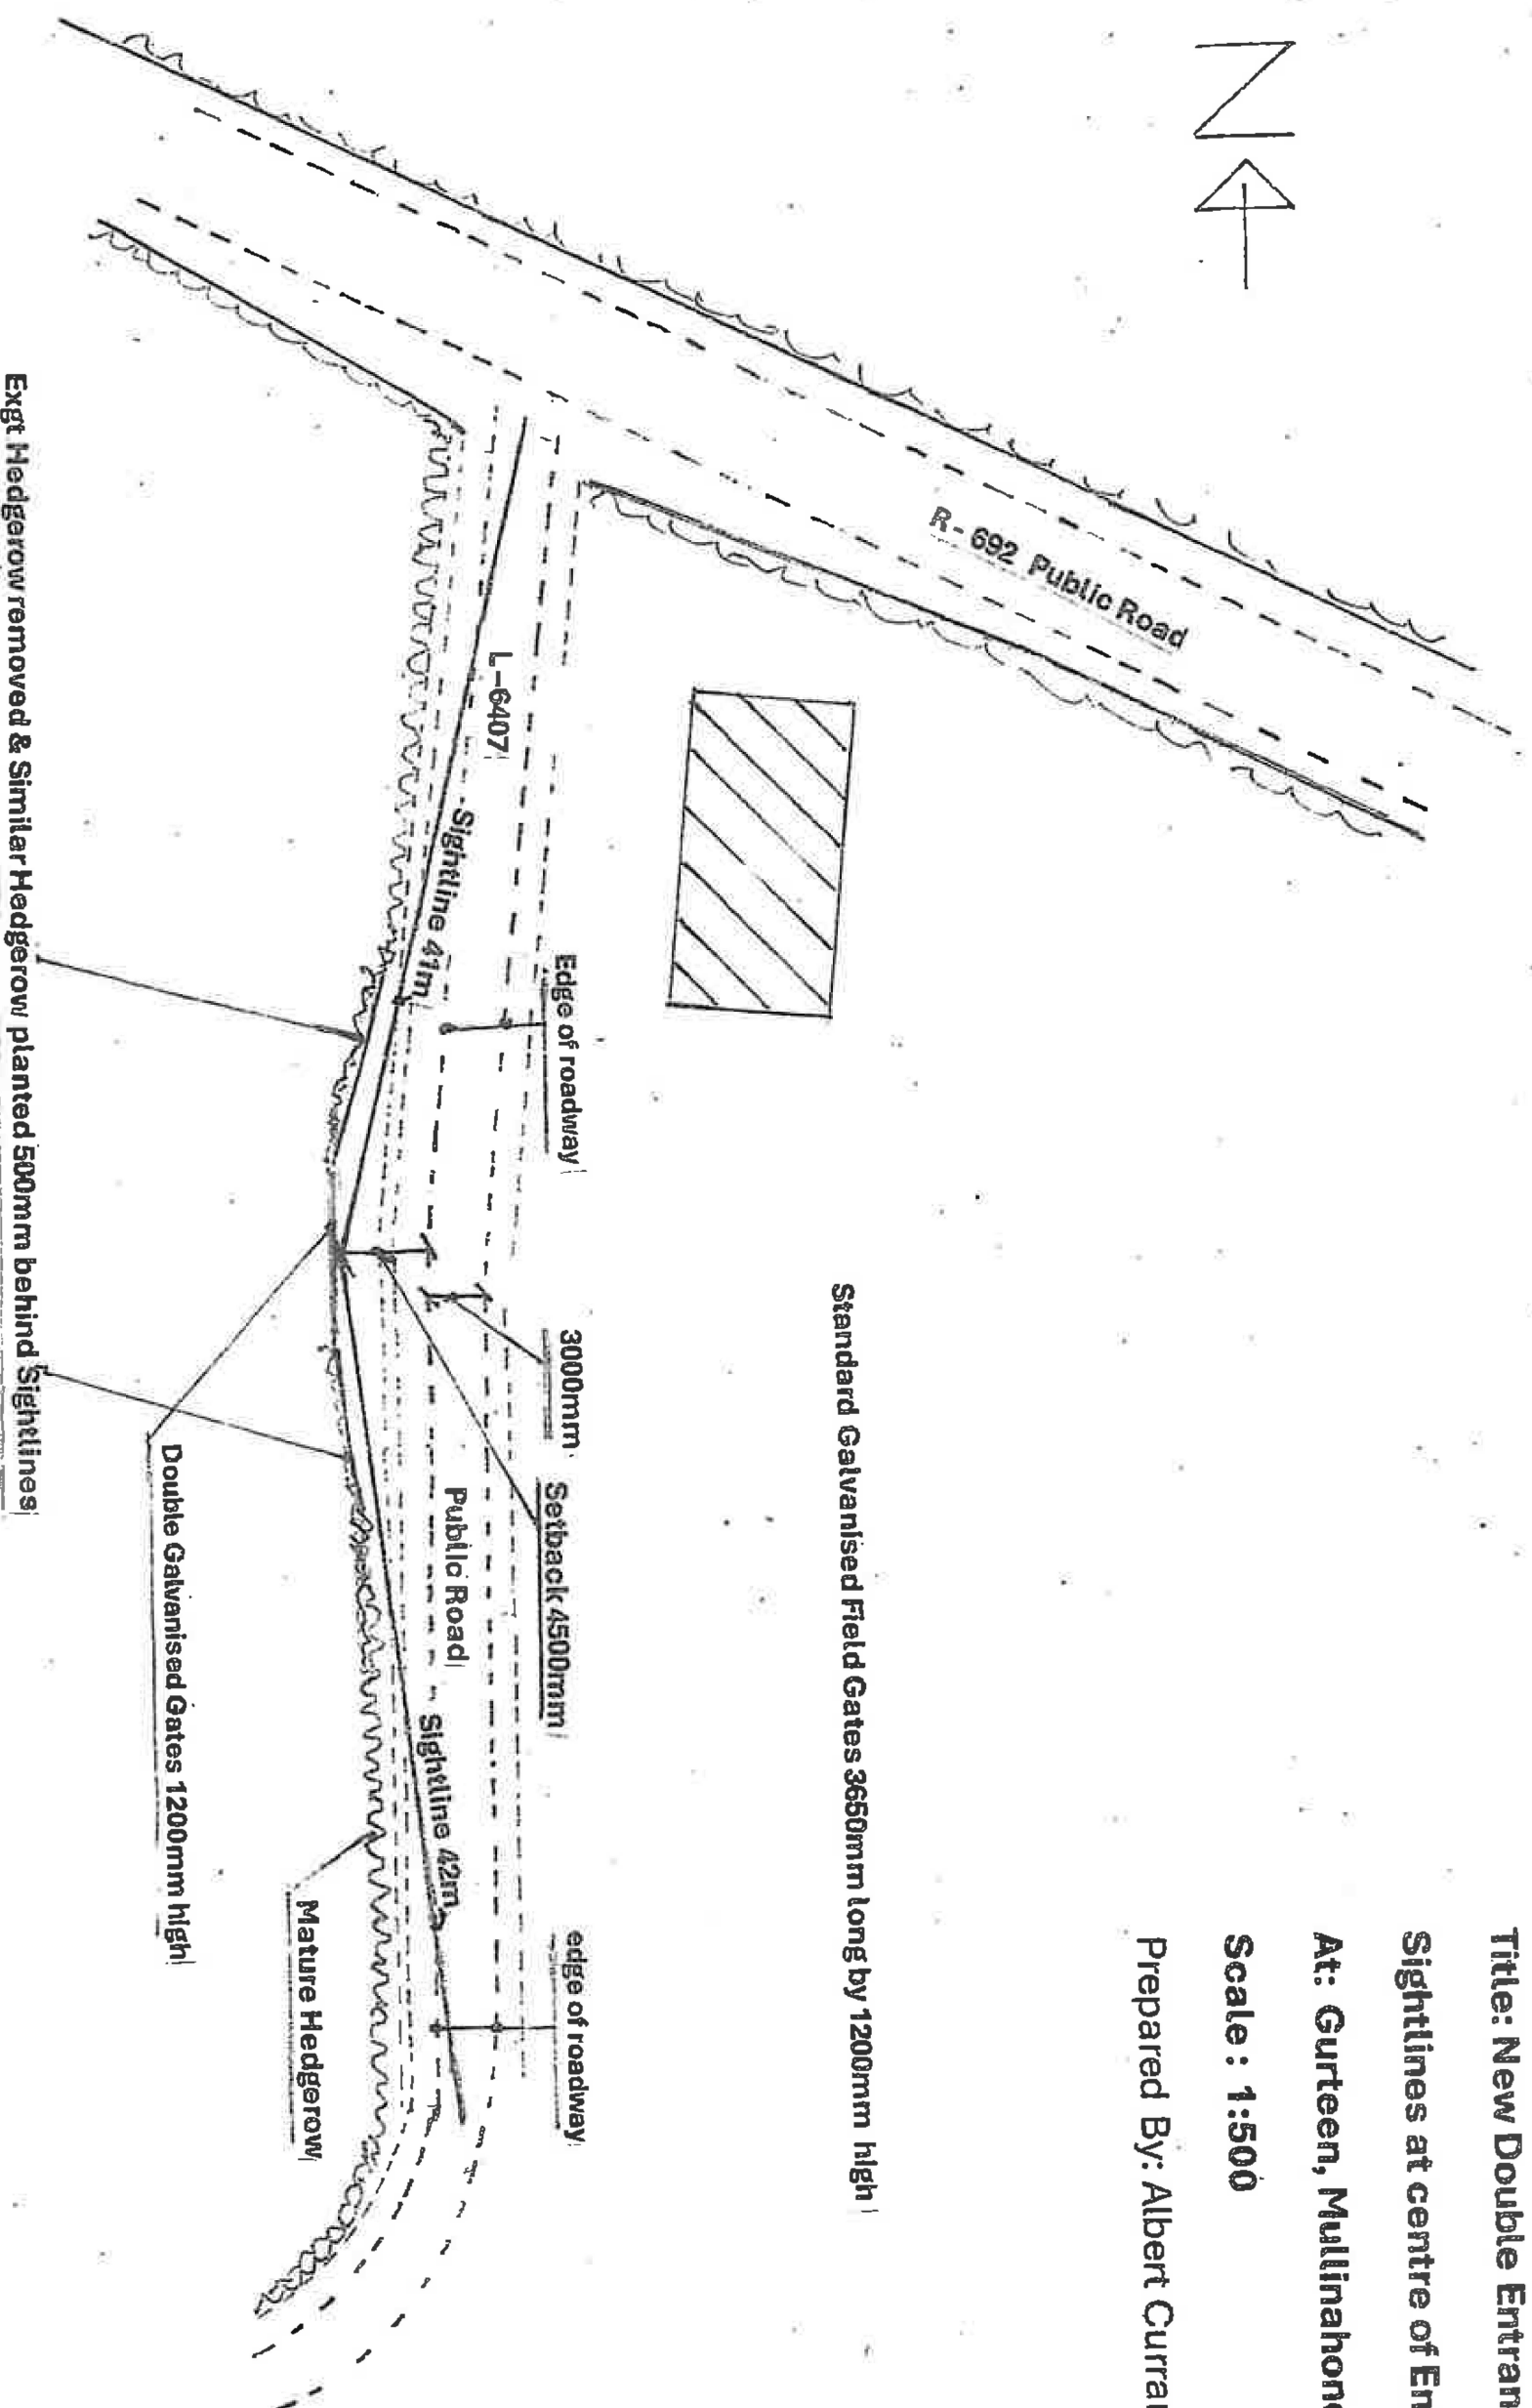 N
Title: New Double Entran
Sightlines at centre of En
At: Gurteen, Mullinahon
Scale: 1:500
Prepared By: Albert Curra
R-692 Public Road
Standard Galvanised Field Gates 3650mm long by 1200mm high
Edge of roadway
3000mm
Setback 4500mm
edge of roadway
L-6407
Sightline 41m
Public Road
Sightline 42m
Mature Hedgerow
Double Galvanised Gates 1200mm high
Exgt Hedgerow removed & Similar Hedgerow planted 500mm behind Sightlines